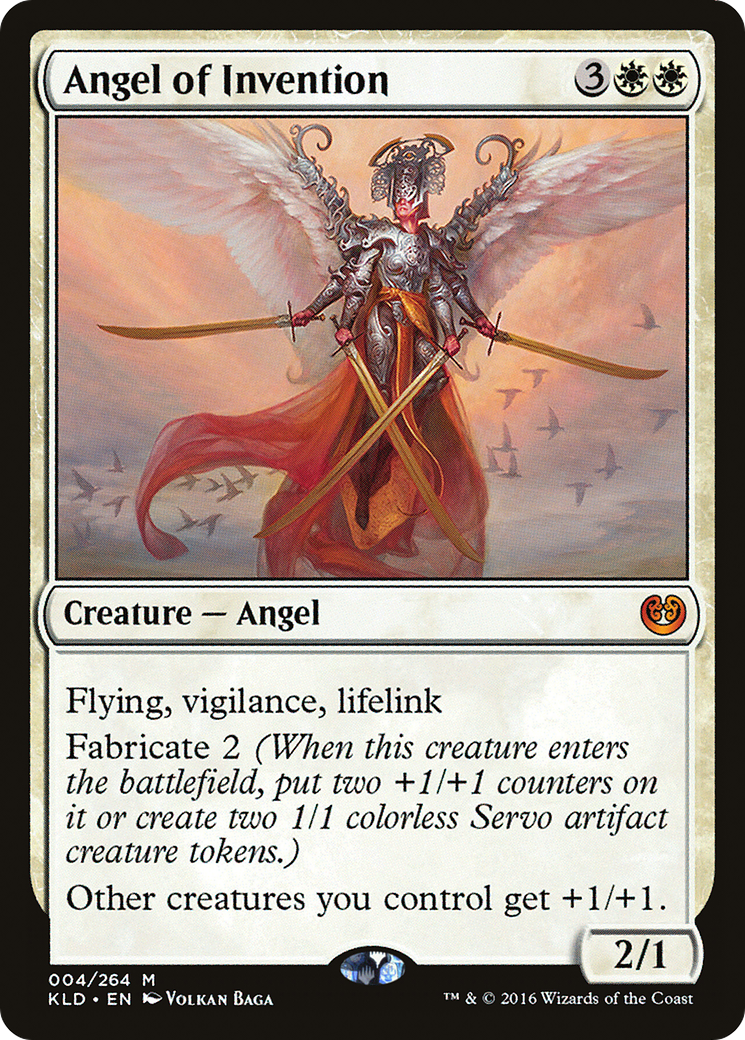 Angel of Invention 3
Creature — Angel
Flying, vigilance, lifelink
Fabricate 2 (When this creature enters
the battlefield, put two +1/+1 counters on
it or create two 1/1 colorless Servo artifact
creature tokens.)
Other creatures you control get +1/+1.
2/1
004/264 M
KLD • EN Volkan Baga
™ & © 2016 Wizards of the Coast